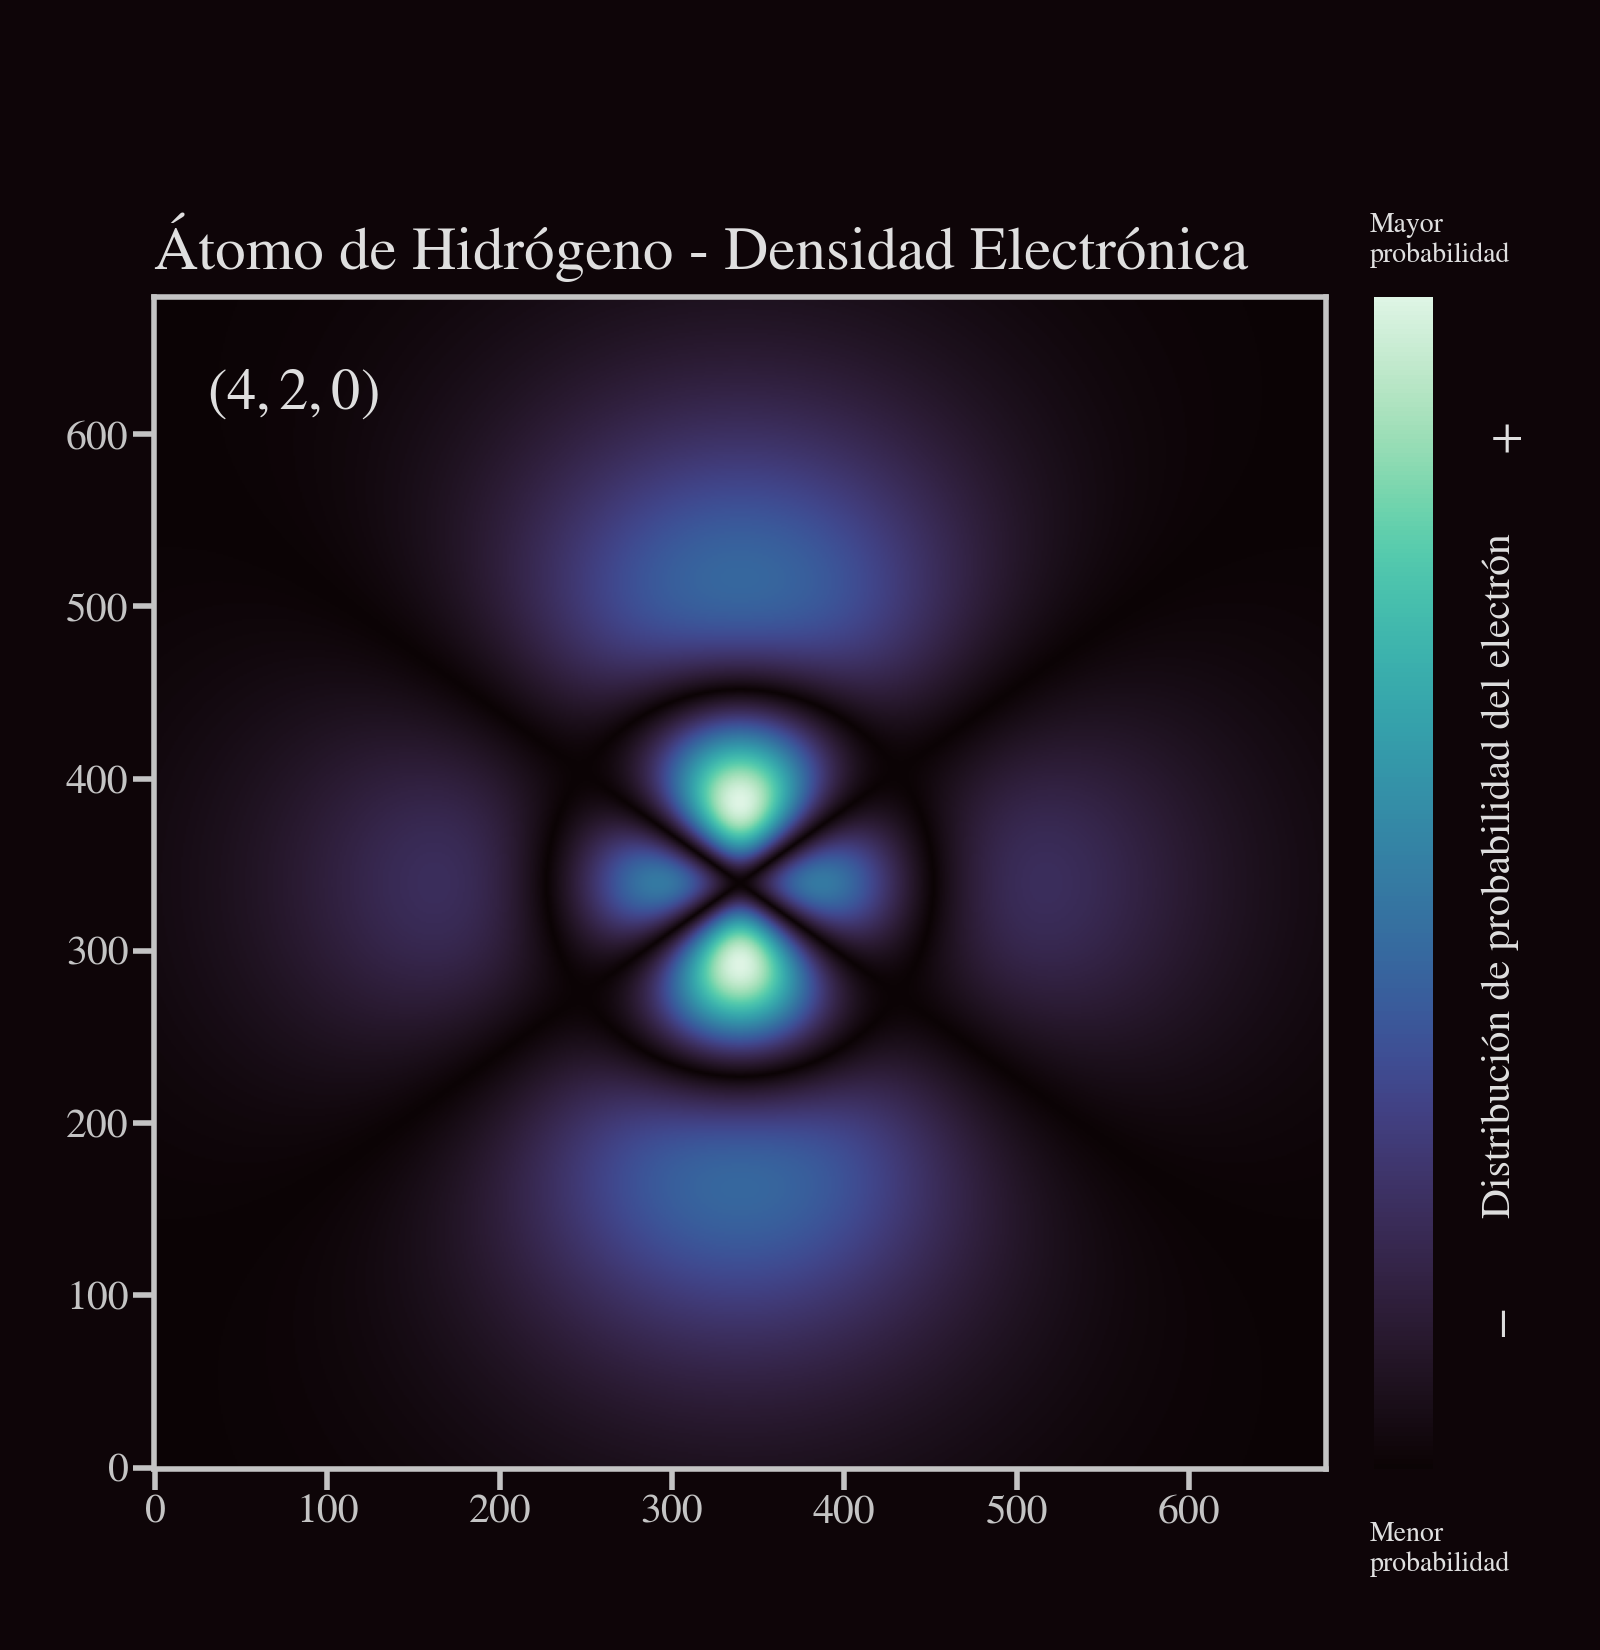 Átomo de Hidrógeno - Densidad Electrónica
(4, 2, 0)
600
500
400
300
200
100
0
0 100 200 300 400 500 600
Mayor
probabilidad
− Distribución de probabilidad del electrón +
Menor
probabilidad